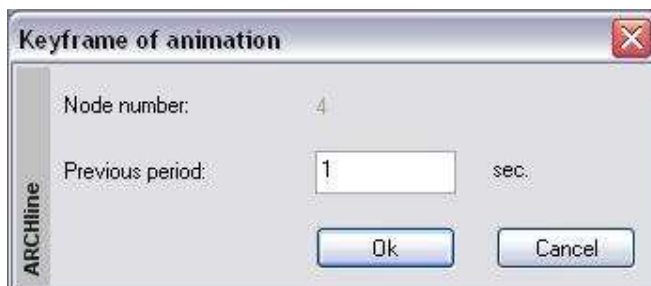 Keyframe of animation
Node number: 4
Previous period: 1 sec.
Ok Cancel
ARCHline